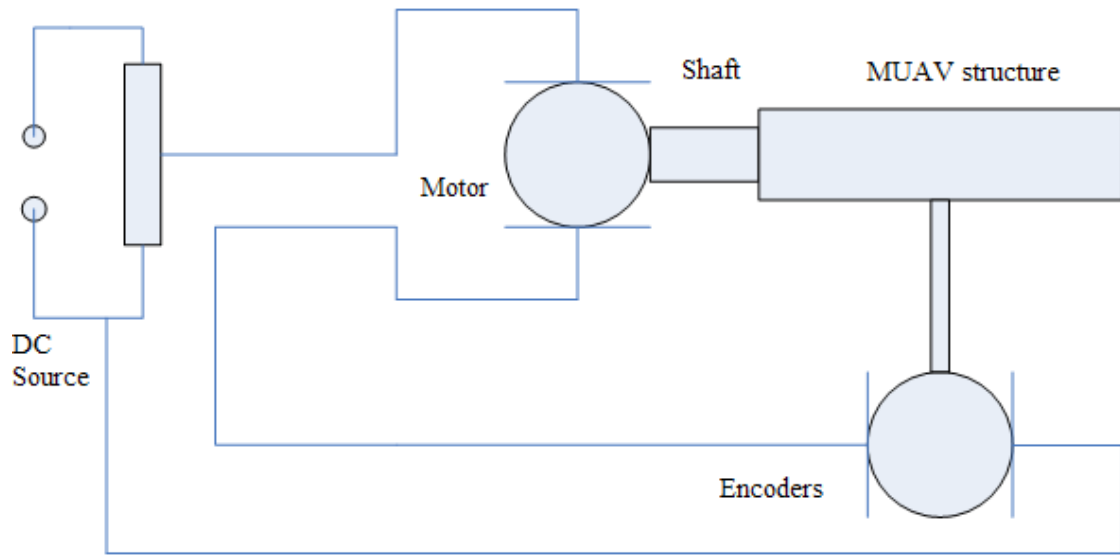 Shaft
MUAV structure
Motor
DC
Source
Encoders